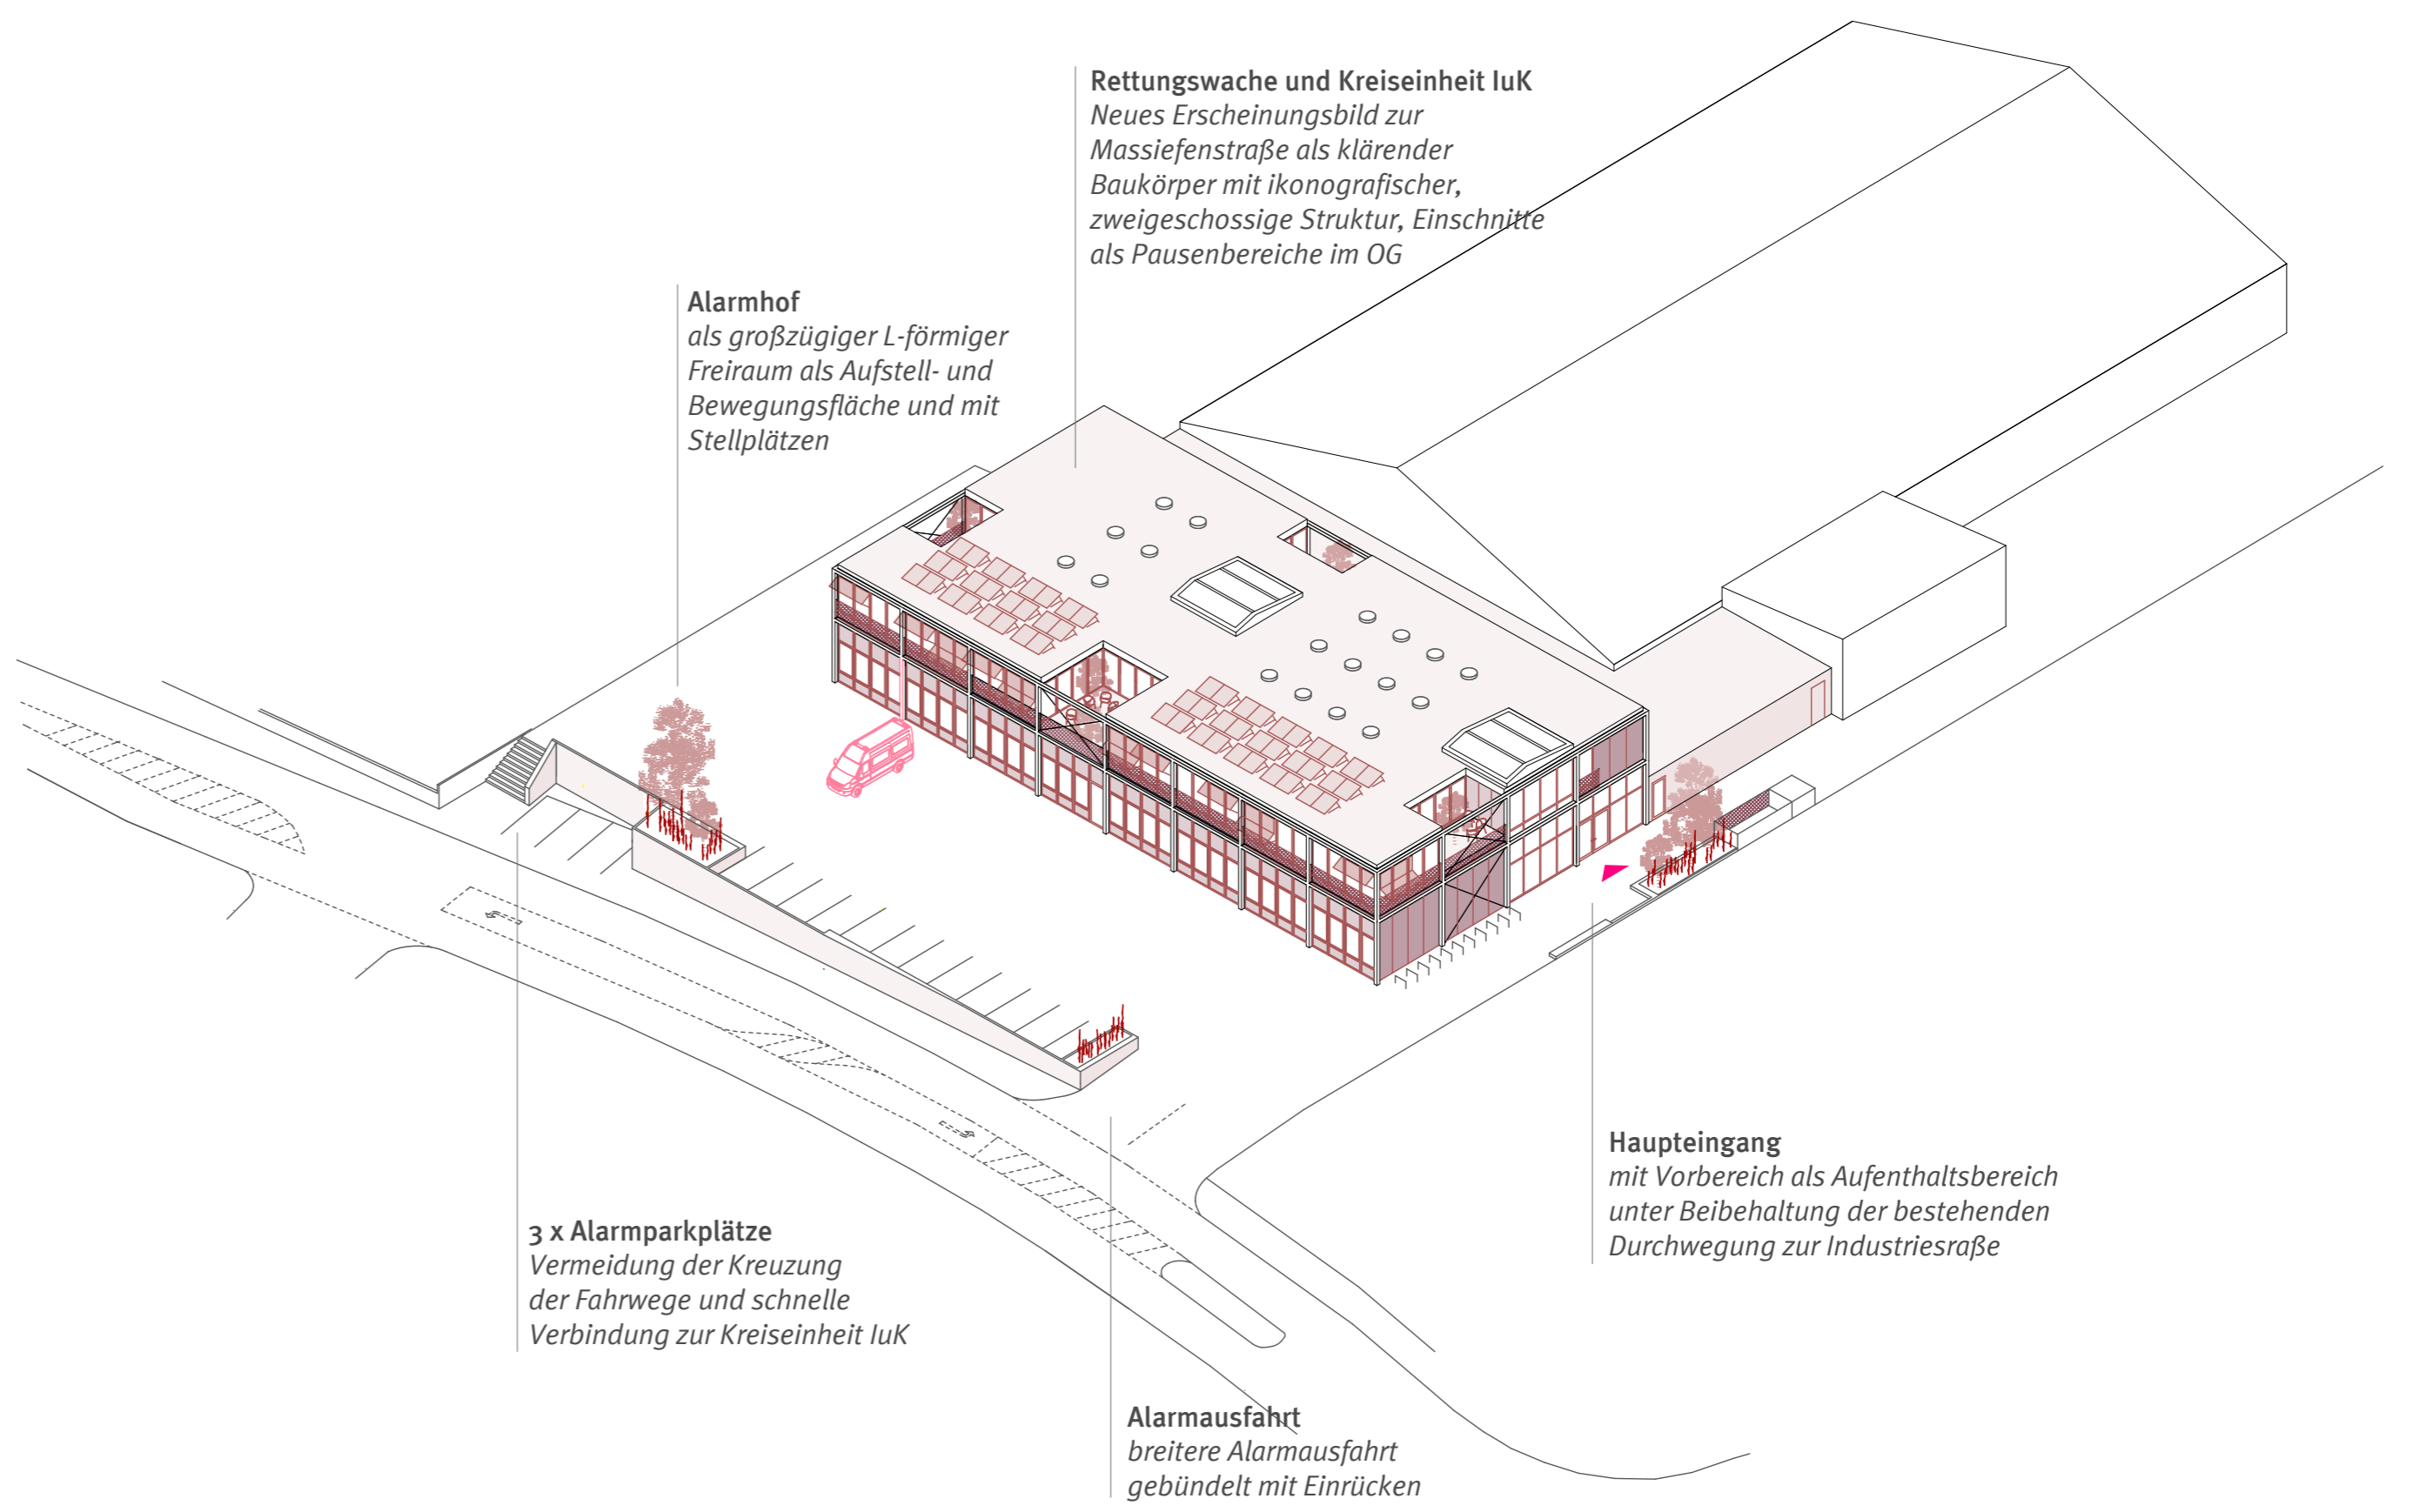 Rettungswache und Kreiseinheit IuK
Neues Erscheinungsbild zur
Massiefenstraße als klärender
Baukörper mit ikonografischer,
zweigeschossige Struktur, Einschnitte
als Pausenbereiche im OG
Alarmhof
als großzügiger L-förmiger
Freiraum als Aufstell- und
Bewegungsfläche und mit
Stellplätzen
Haupteingang
mit Vorbereich als Aufenthaltsbereich
unter Beibehaltung der bestehenden
Durchwegung zur Industriesraße
3 x Alarmparkplätze
Vermeidung der Kreuzung
der Fahrwege und schnelle
Verbindung zur Kreiseinheit IuK
Alarmausfahrt
breitere Alarmausfahrt
gebündelt mit Einrücken